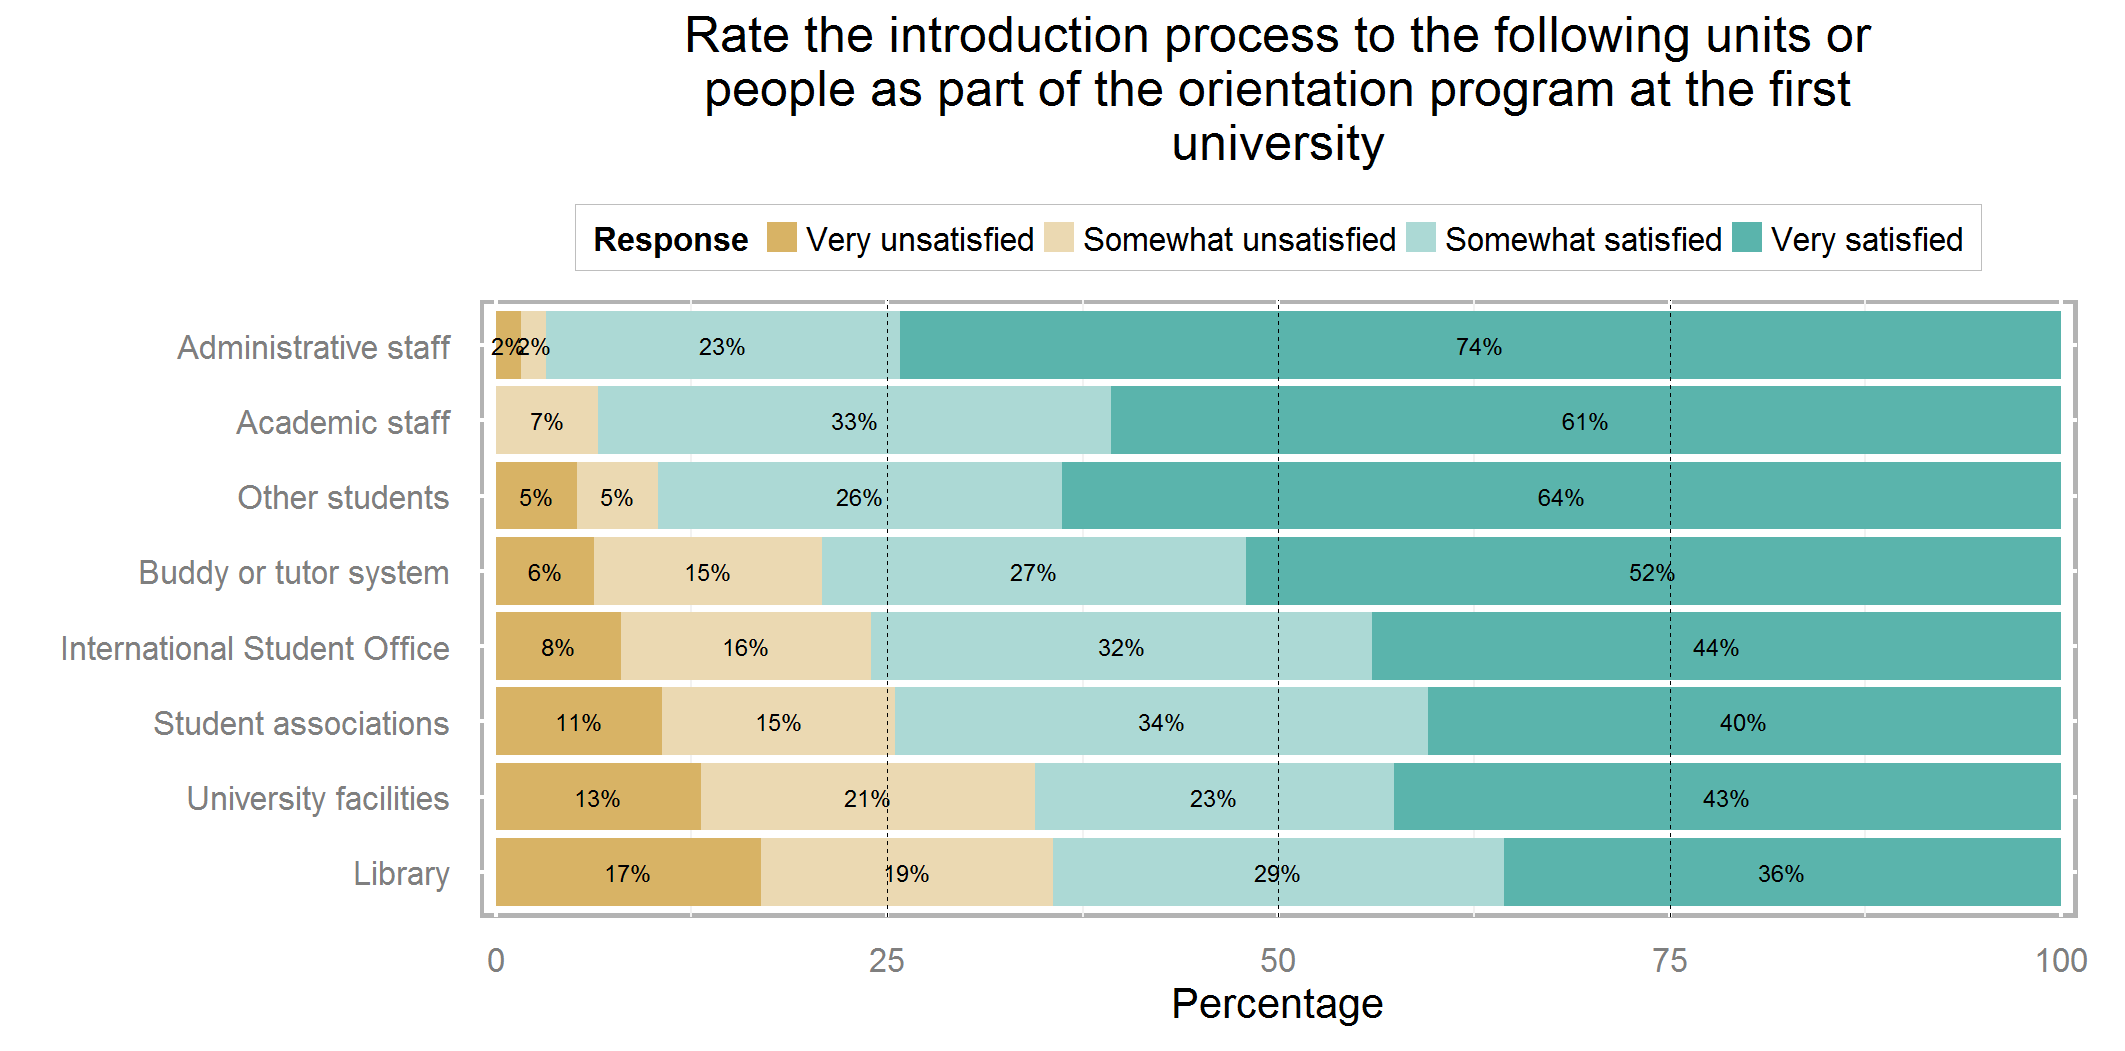 Rate the introduction process to the following units or
people as part of the orientation program at the first
university
Response Very unsatisfied Somewhat unsatisfied Somewhat satisfied Very satisfied
Administrative staff 2% 2% 23% 74%
Academic staff 7% 33% 61%
Other students 5% 5% 26% 64%
Buddy or tutor system 6% 15% 27% 52%
International Student Office 8% 16% 32% 44%
Student associations 11% 15% 34% 40%
University facilities 13% 21% 23% 43%
Library 17% 19% 29% 36%
0 25 50 75 100
Percentage